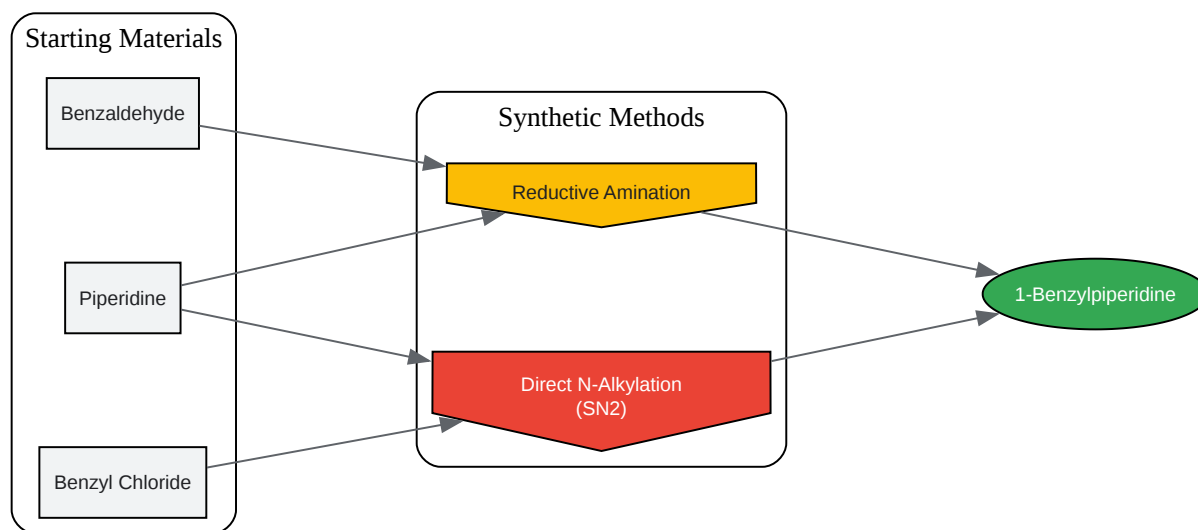 Starting Materials
Benzaldehyde
Piperidine
Benzyl Chloride
Synthetic Methods
Reductive Amination
Direct N-Alkylation
(SN2)
1-Benzylpiperidine